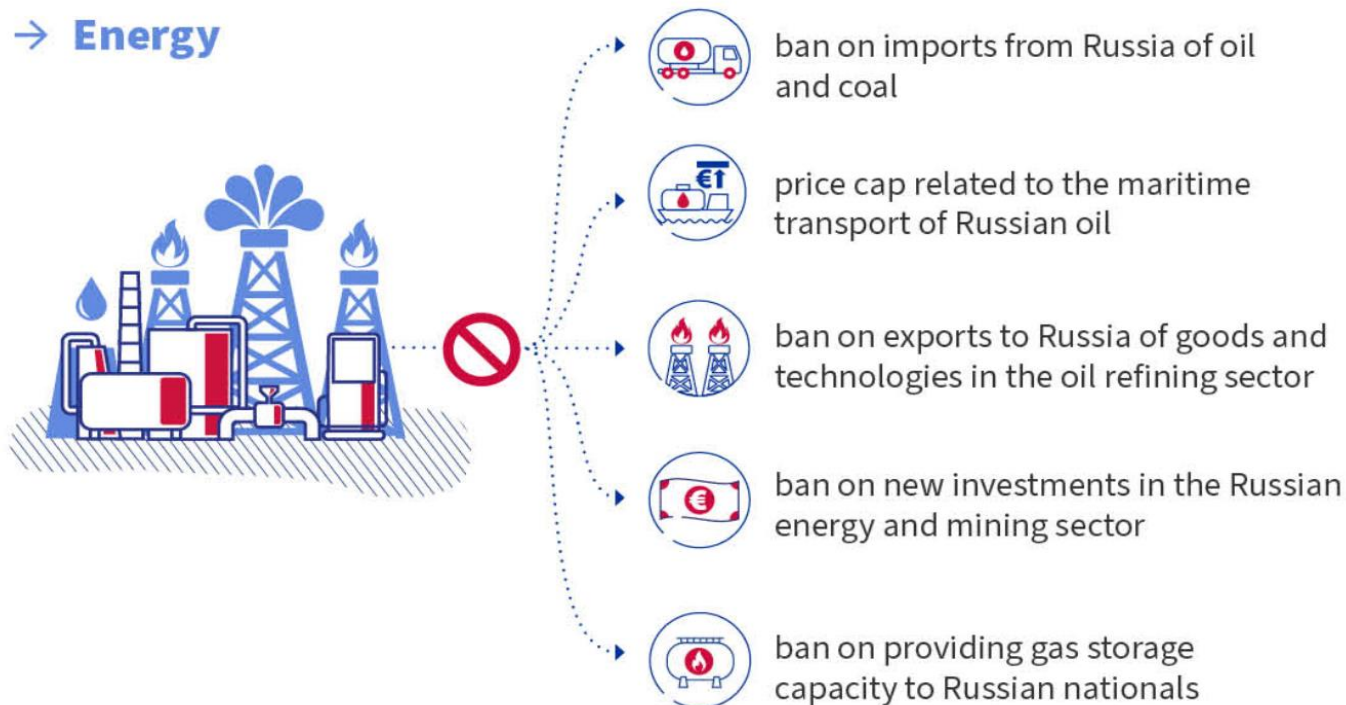 → Energy
ban on imports from Russia of oil
and coal
€
price cap related to the maritime
transport of Russian oil
ban on exports to Russia of goods and
technologies in the oil refining sector
€
ban on new investments in the Russian
energy and mining sector
ban on providing gas storage
capacity to Russian nationals